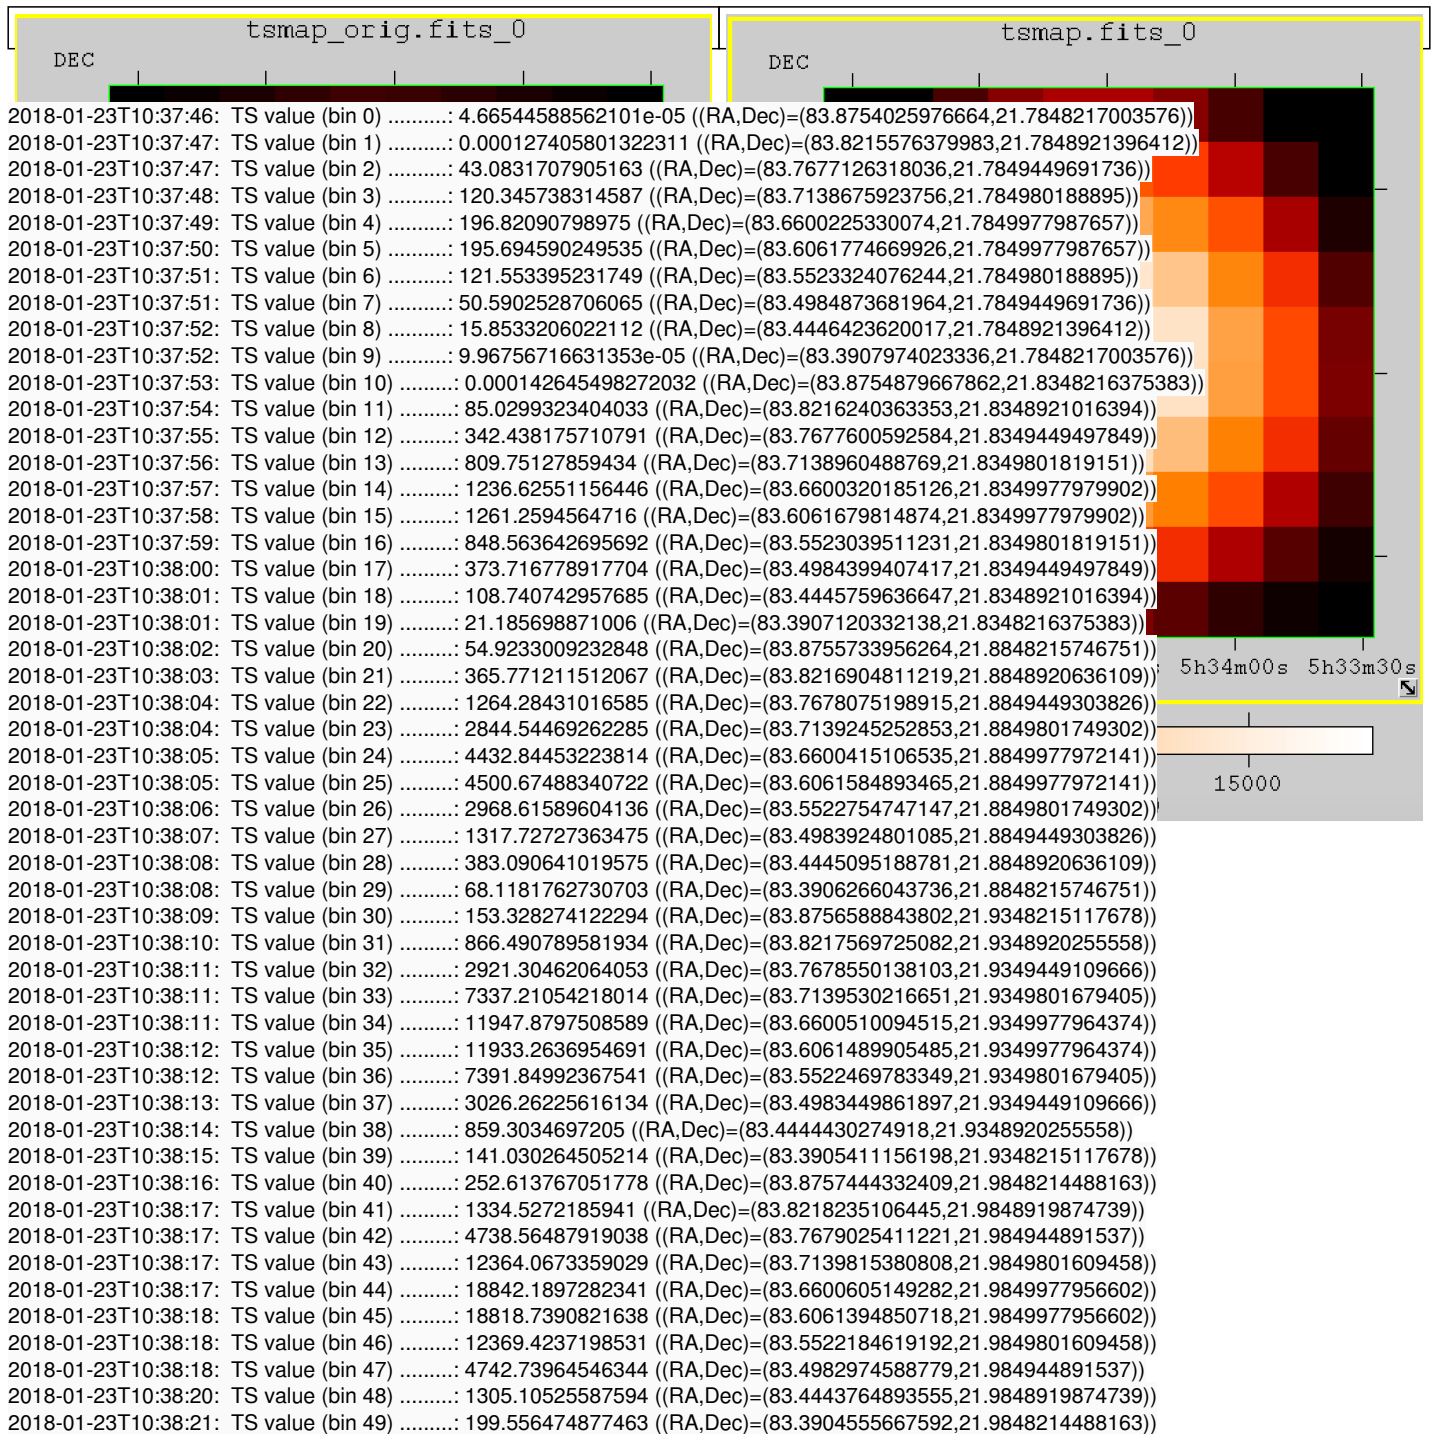 tsmap_orig.fits_0
tsmap.fits_0
DEC
DEC
2018-01-23T10:37:46: TS value (bin 0) ..........: 4.66544588562101e-05 ((RA,Dec)=(83.8754025976664,21.7848217003576))
2018-01-23T10:37:47: TS value (bin 1) ..........: 0.000127405801322311 ((RA,Dec)=(83.8215576379983,21.7848921396412))
2018-01-23T10:37:47: TS value (bin 2) ..........: 43.0831707905163 ((RA,Dec)=(83.7677126318036,21.7849449691736))
2018-01-23T10:37:48: TS value (bin 3) ..........: 120.345738314587 ((RA,Dec)=(83.7138675923756,21.784980188895))
2018-01-23T10:37:49: TS value (bin 4) ..........: 196.82090798975 ((RA,Dec)=(83.6600225330074,21.7849977987657))
2018-01-23T10:37:50: TS value (bin 5) ..........: 195.694590249535 ((RA,Dec)=(83.6061774669926,21.7849977987657))
2018-01-23T10:37:51: TS value (bin 6) ..........: 121.553395231749 ((RA,Dec)=(83.5523324076244,21.784980188895))
2018-01-23T10:37:51: TS value (bin 7) ..........: 50.5902528706065 ((RA,Dec)=(83.4984873681964,21.7849449691736))
2018-01-23T10:37:52: TS value (bin 8) ..........: 15.8533206022112 ((RA,Dec)=(83.4446423620017,21.7848921396412))
2018-01-23T10:37:52: TS value (bin 9) ..........: 9.96756716631353e-05 ((RA,Dec)=(83.3907974023336,21.7848217003576))
2018-01-23T10:37:53: TS value (bin 10) .........: 0.000142645498272032 ((RA,Dec)=(83.8754879667862,21.8348216375383))
2018-01-23T10:37:54: TS value (bin 11) .........: 85.0299323404033 ((RA,Dec)=(83.8216240363353,21.8348921016394))
2018-01-23T10:37:55: TS value (bin 12) .........: 342.438175710791 ((RA,Dec)=(83.7677600592584,21.8349449497849))
2018-01-23T10:37:56: TS value (bin 13) .........: 809.75127859434 ((RA,Dec)=(83.7138960488769,21.8349801819151))
2018-01-23T10:37:57: TS value (bin 14) .........: 1236.62551156446 ((RA,Dec)=(83.6600320185126,21.8349977979902))
2018-01-23T10:37:58: TS value (bin 15) .........: 1261.2594564716 ((RA,Dec)=(83.6061679814874,21.8349977979902))
2018-01-23T10:37:59: TS value (bin 16) .........: 848.563642695692 ((RA,Dec)=(83.5523039511231,21.8349801819151))
2018-01-23T10:38:00: TS value (bin 17) .........: 373.716778917704 ((RA,Dec)=(83.4984399407417,21.8349449497849))
2018-01-23T10:38:01: TS value (bin 18) .........: 108.740742957685 ((RA,Dec)=(83.4445759636647,21.8348921016394))
2018-01-23T10:38:01: TS value (bin 19) .........: 21.185698871006 ((RA,Dec)=(83.3907120332138,21.8348216375383))
2018-01-23T10:38:02: TS value (bin 20) .........: 54.9233009232848 ((RA,Dec)=(83.8755733956264,21.8848215746751))
5h34m00s 5h33m30s
2018-01-23T10:38:03: TS value (bin 21) .........: 365.771211512067 ((RA,Dec)=(83.8216904811219,21.8848920636109))
2018-01-23T10:38:04: TS value (bin 22) .........: 1264.28431016585 ((RA,Dec)=(83.7678075198915,21.8849449303826))
2018-01-23T10:38:04: TS value (bin 23) .........: 2844.54469262285 ((RA,Dec)=(83.7139245252853,21.8849801749302))
2018-01-23T10:38:05: TS value (bin 24) .........: 4432.84453223814 ((RA,Dec)=(83.6600415106535,21.8849977972141))
2018-01-23T10:38:05: TS value (bin 25) .........: 4500.67488340722 ((RA,Dec)=(83.6061584893465,21.8849977972141))
15000
2018-01-23T10:38:06: TS value (bin 26) .........: 2968.61589604136 ((RA,Dec)=(83.5522754747147,21.8849801749302))
2018-01-23T10:38:07: TS value (bin 27) .........: 1317.72727363475 ((RA,Dec)=(83.4983924801085,21.8849449303826))
2018-01-23T10:38:08: TS value (bin 28) .........: 383.090641019575 ((RA,Dec)=(83.4445095188781,21.8848920636109))
2018-01-23T10:38:08: TS value (bin 29) .........: 68.1181762730703 ((RA,Dec)=(83.3906266043736,21.8848215746751))
2018-01-23T10:38:09: TS value (bin 30) .........: 153.328274122294 ((RA,Dec)=(83.8756588843802,21.9348215117678))
2018-01-23T10:38:10: TS value (bin 31) .........: 866.490789581934 ((RA,Dec)=(83.8217569725082,21.9348920255558))
2018-01-23T10:38:11: TS value (bin 32) .........: 2921.30462064053 ((RA,Dec)=(83.7678550138103,21.9349449109666))
2018-01-23T10:38:11: TS value (bin 33) .........: 7337.21054218014 ((RA,Dec)=(83.7139530216651,21.9349801679405))
2018-01-23T10:38:11: TS value (bin 34) .........: 11947.8797508589 ((RA,Dec)=(83.6600510094515,21.9349977964374))
2018-01-23T10:38:12: TS value (bin 35) .........: 11933.2636954691 ((RA,Dec)=(83.6061489905485,21.9349977964374))
2018-01-23T10:38:12: TS value (bin 36) .........: 7391.84992367541 ((RA,Dec)=(83.5522469783349,21.9349801679405))
2018-01-23T10:38:13: TS value (bin 37) .........: 3026.26225616134 ((RA,Dec)=(83.4983449861897,21.9349449109666))
2018-01-23T10:38:14: TS value (bin 38) .........: 859.3034697205 ((RA,Dec)=(83.4444430274918,21.9348920255558))
2018-01-23T10:38:15: TS value (bin 39) .........: 141.030264505214 ((RA,Dec)=(83.3905411156198,21.9348215117678))
2018-01-23T10:38:16: TS value (bin 40) .........: 252.613767051778 ((RA,Dec)=(83.8757444332409,21.9848214488163))
2018-01-23T10:38:17: TS value (bin 41) .........: 1334.5272185941 ((RA,Dec)=(83.8218235106445,21.9848919874739))
2018-01-23T10:38:17: TS value (bin 42) .........: 4738.56487919038 ((RA,Dec)=(83.7679025411221,21.984944891537))
2018-01-23T10:38:17: TS value (bin 43) .........: 12364.0673359029 ((RA,Dec)=(83.7139815380808,21.9849801609458))
2018-01-23T10:38:17: TS value (bin 44) .........: 18842.1897282341 ((RA,Dec)=(83.6600605149282,21.9849977956602))
2018-01-23T10:38:18: TS value (bin 45) .........: 18818.7390821638 ((RA,Dec)=(83.6061394850718,21.9849977956602))
2018-01-23T10:38:18: TS value (bin 46) .........: 12369.4237198531 ((RA,Dec)=(83.5522184619192,21.9849801609458))
2018-01-23T10:38:18: TS value (bin 47) .........: 4742.73964546344 ((RA,Dec)=(83.4982974588779,21.984944891537))
2018-01-23T10:38:20: TS value (bin 48) .........: 1305.10525587594 ((RA,Dec)=(83.4443764893555,21.9848919874739))
2018-01-23T10:38:21: TS value (bin 49) .........: 199.556474877463 ((RA,Dec)=(83.3904555667592,21.9848214488163))